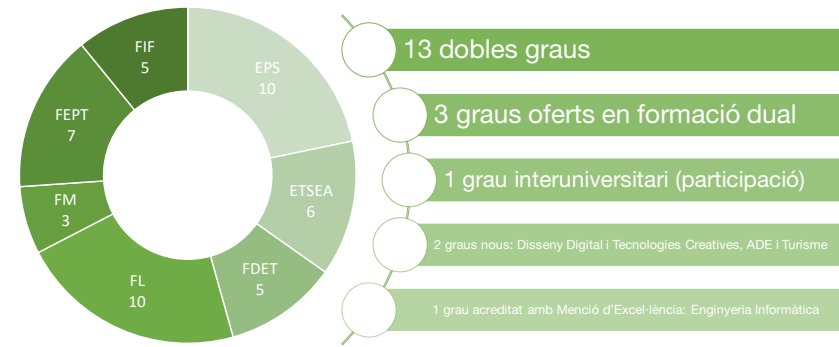 EPS
10
ETSEA
6
FDET
5
FL
10
FM
3
FEPT
7
FIF
5
13 dobles graus
3 graus oferts en formació dual
1 grau interuniversitari (participació)
2 graus nous: Disseny Digital i Tecnologies Creatives, ADE i Turisme
1 grau acreditat amb Menció d'Excel·lència: Enginyeria Informàtica